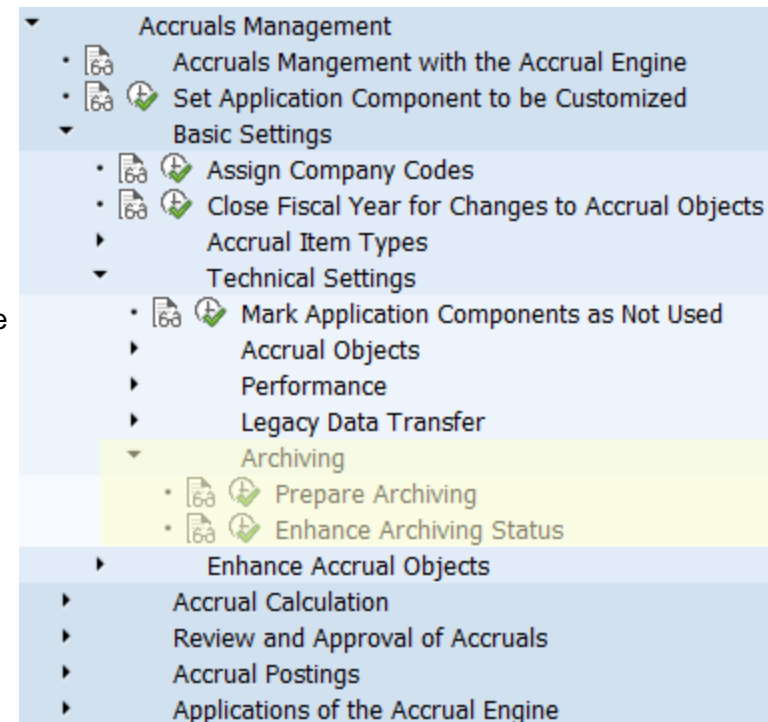 Accruals Management
Accruals Mangement with the Accrual Engine
Set Application Component to be Customized
Basic Settings
Assign Company Codes
Close Fiscal Year for Changes to Accrual Objects
Accrual Item Types
Technical Settings
e
Mark Application Components as Not Used
Accrual Objects
Performance
Legacy Data Transfer
Archiving
Prepare Archiving
Enhance Archiving Status
Enhance Accrual Objects
Accrual Calculation
Review and Approval of Accruals
Accrual Postings
Applications of the Accrual Engine